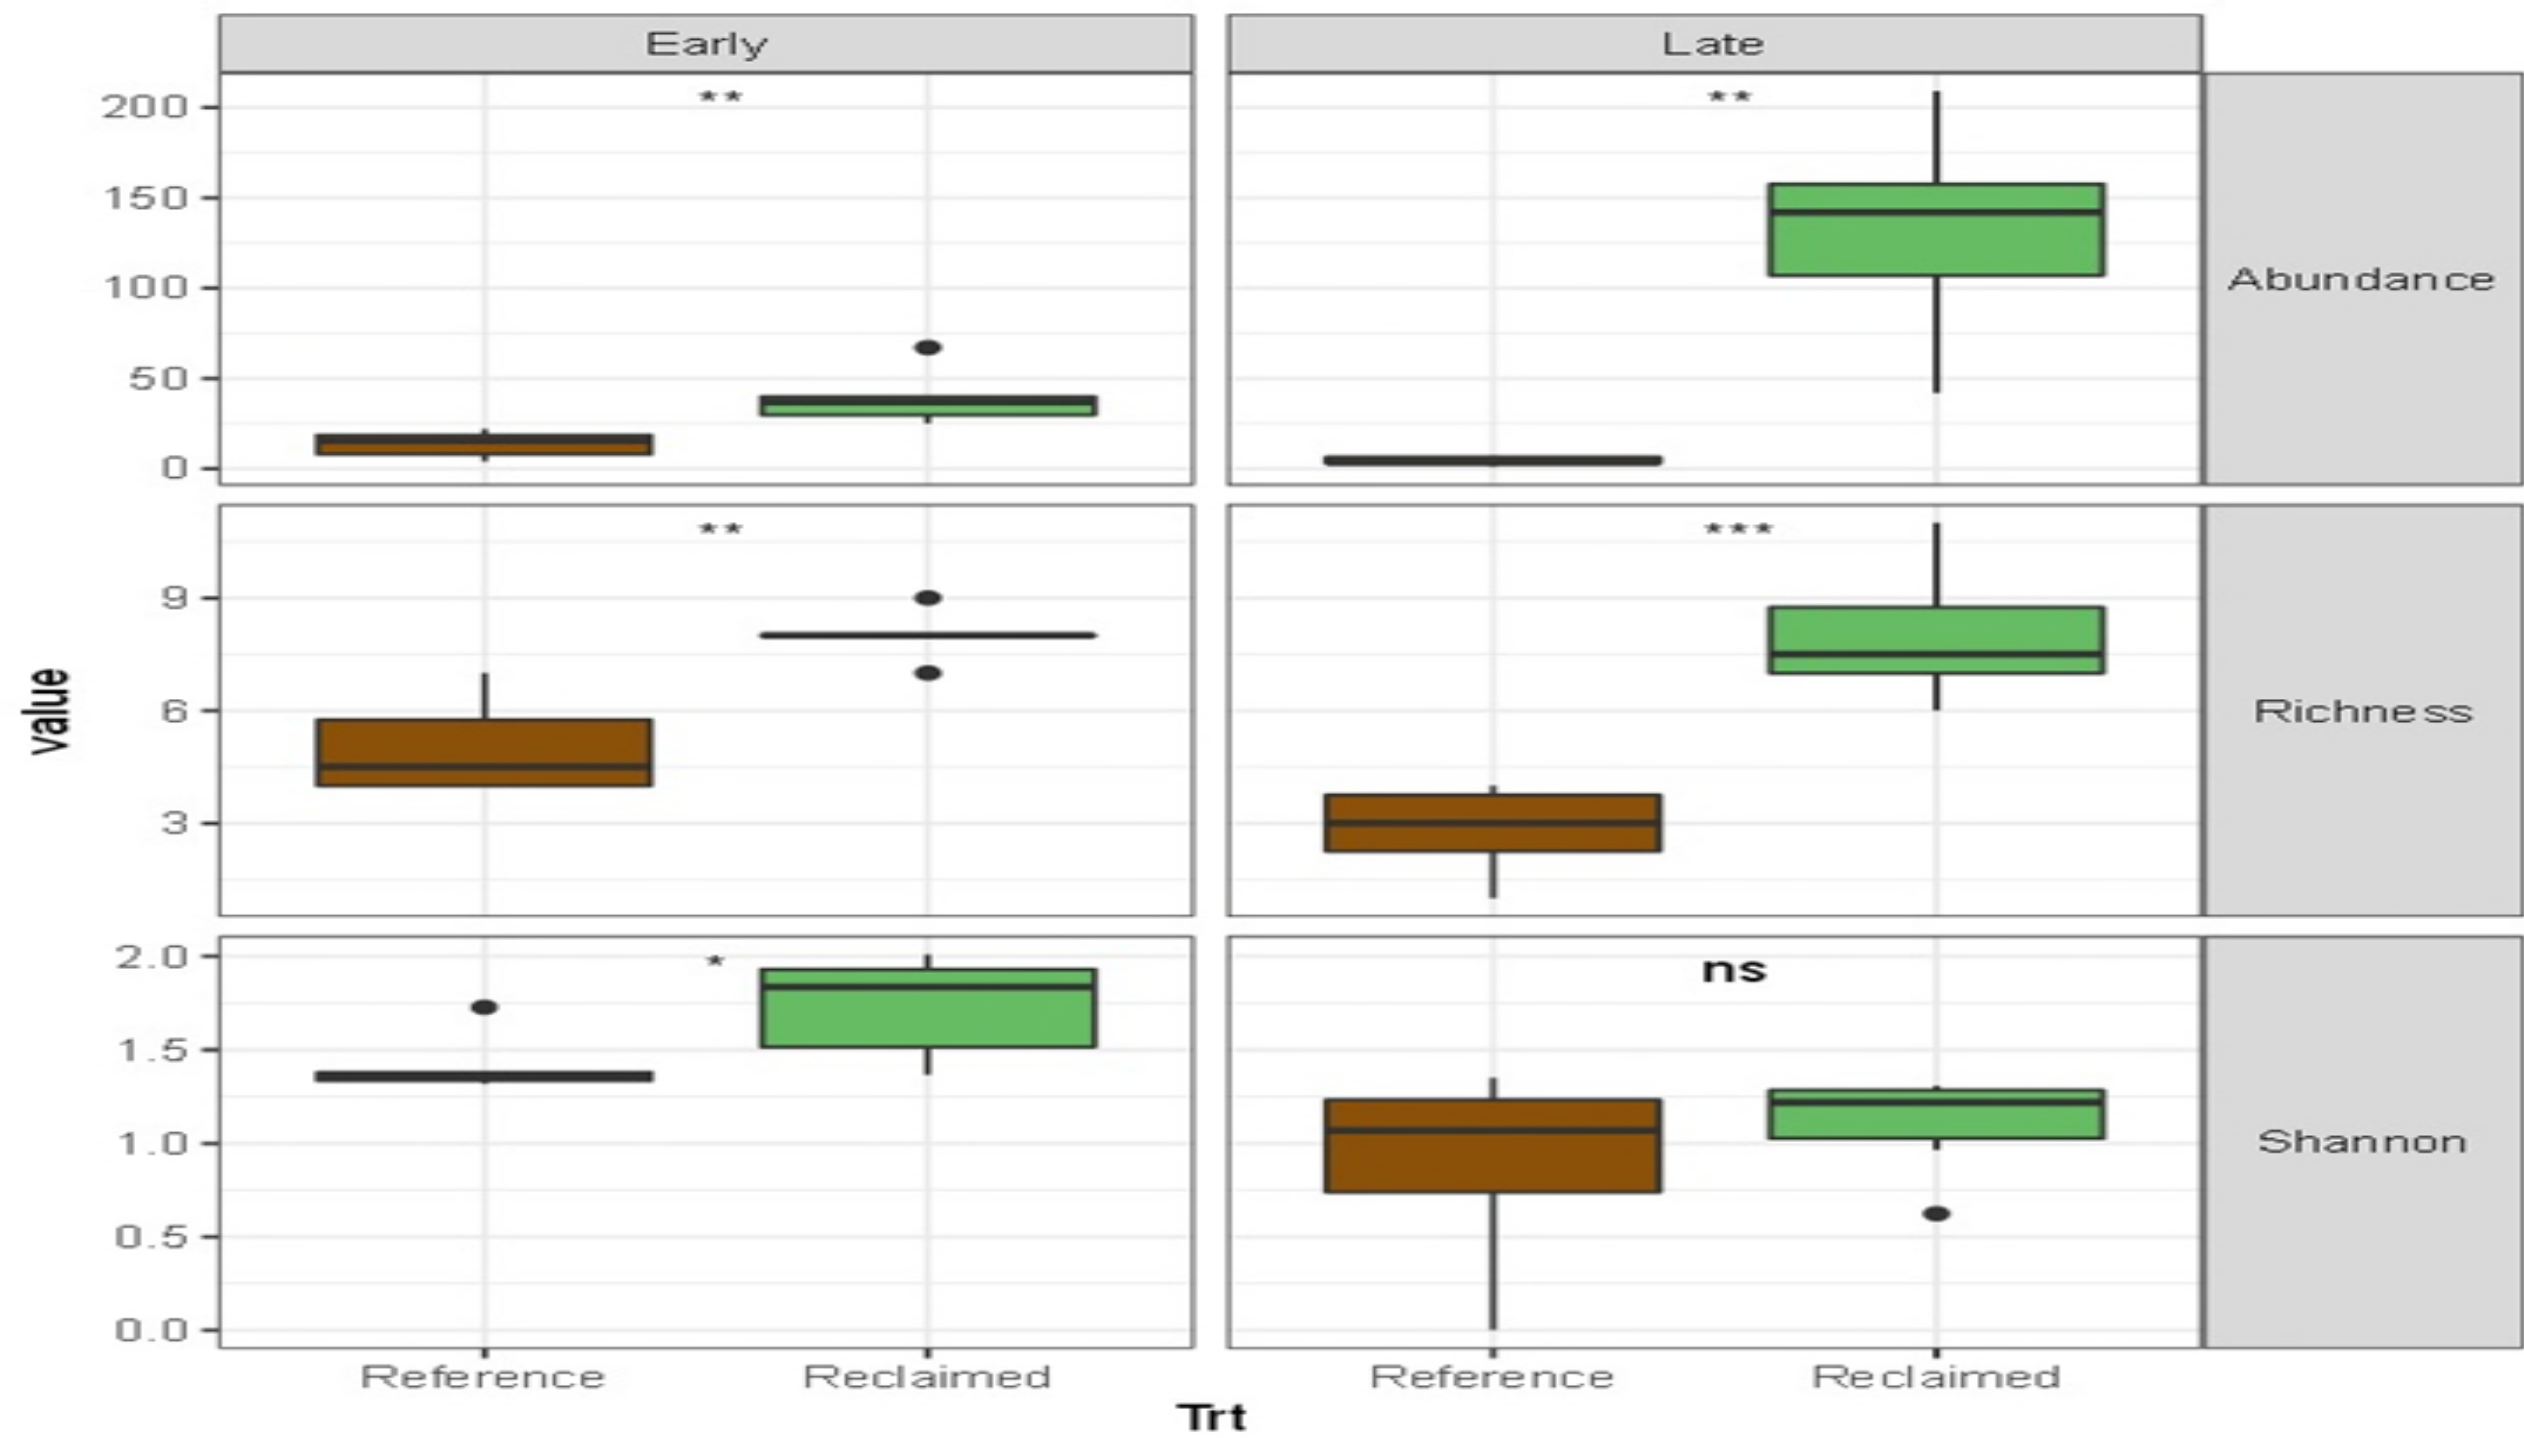 Early
Late
**
**
200
150
100
50
0
Abundance
**
***
9
6
3
Richness
value
*
ns
2.0
1.5
1.0
0.5
0.0
Shannon
Reference
Reclaimed
Reference
Reclaimed
Trt